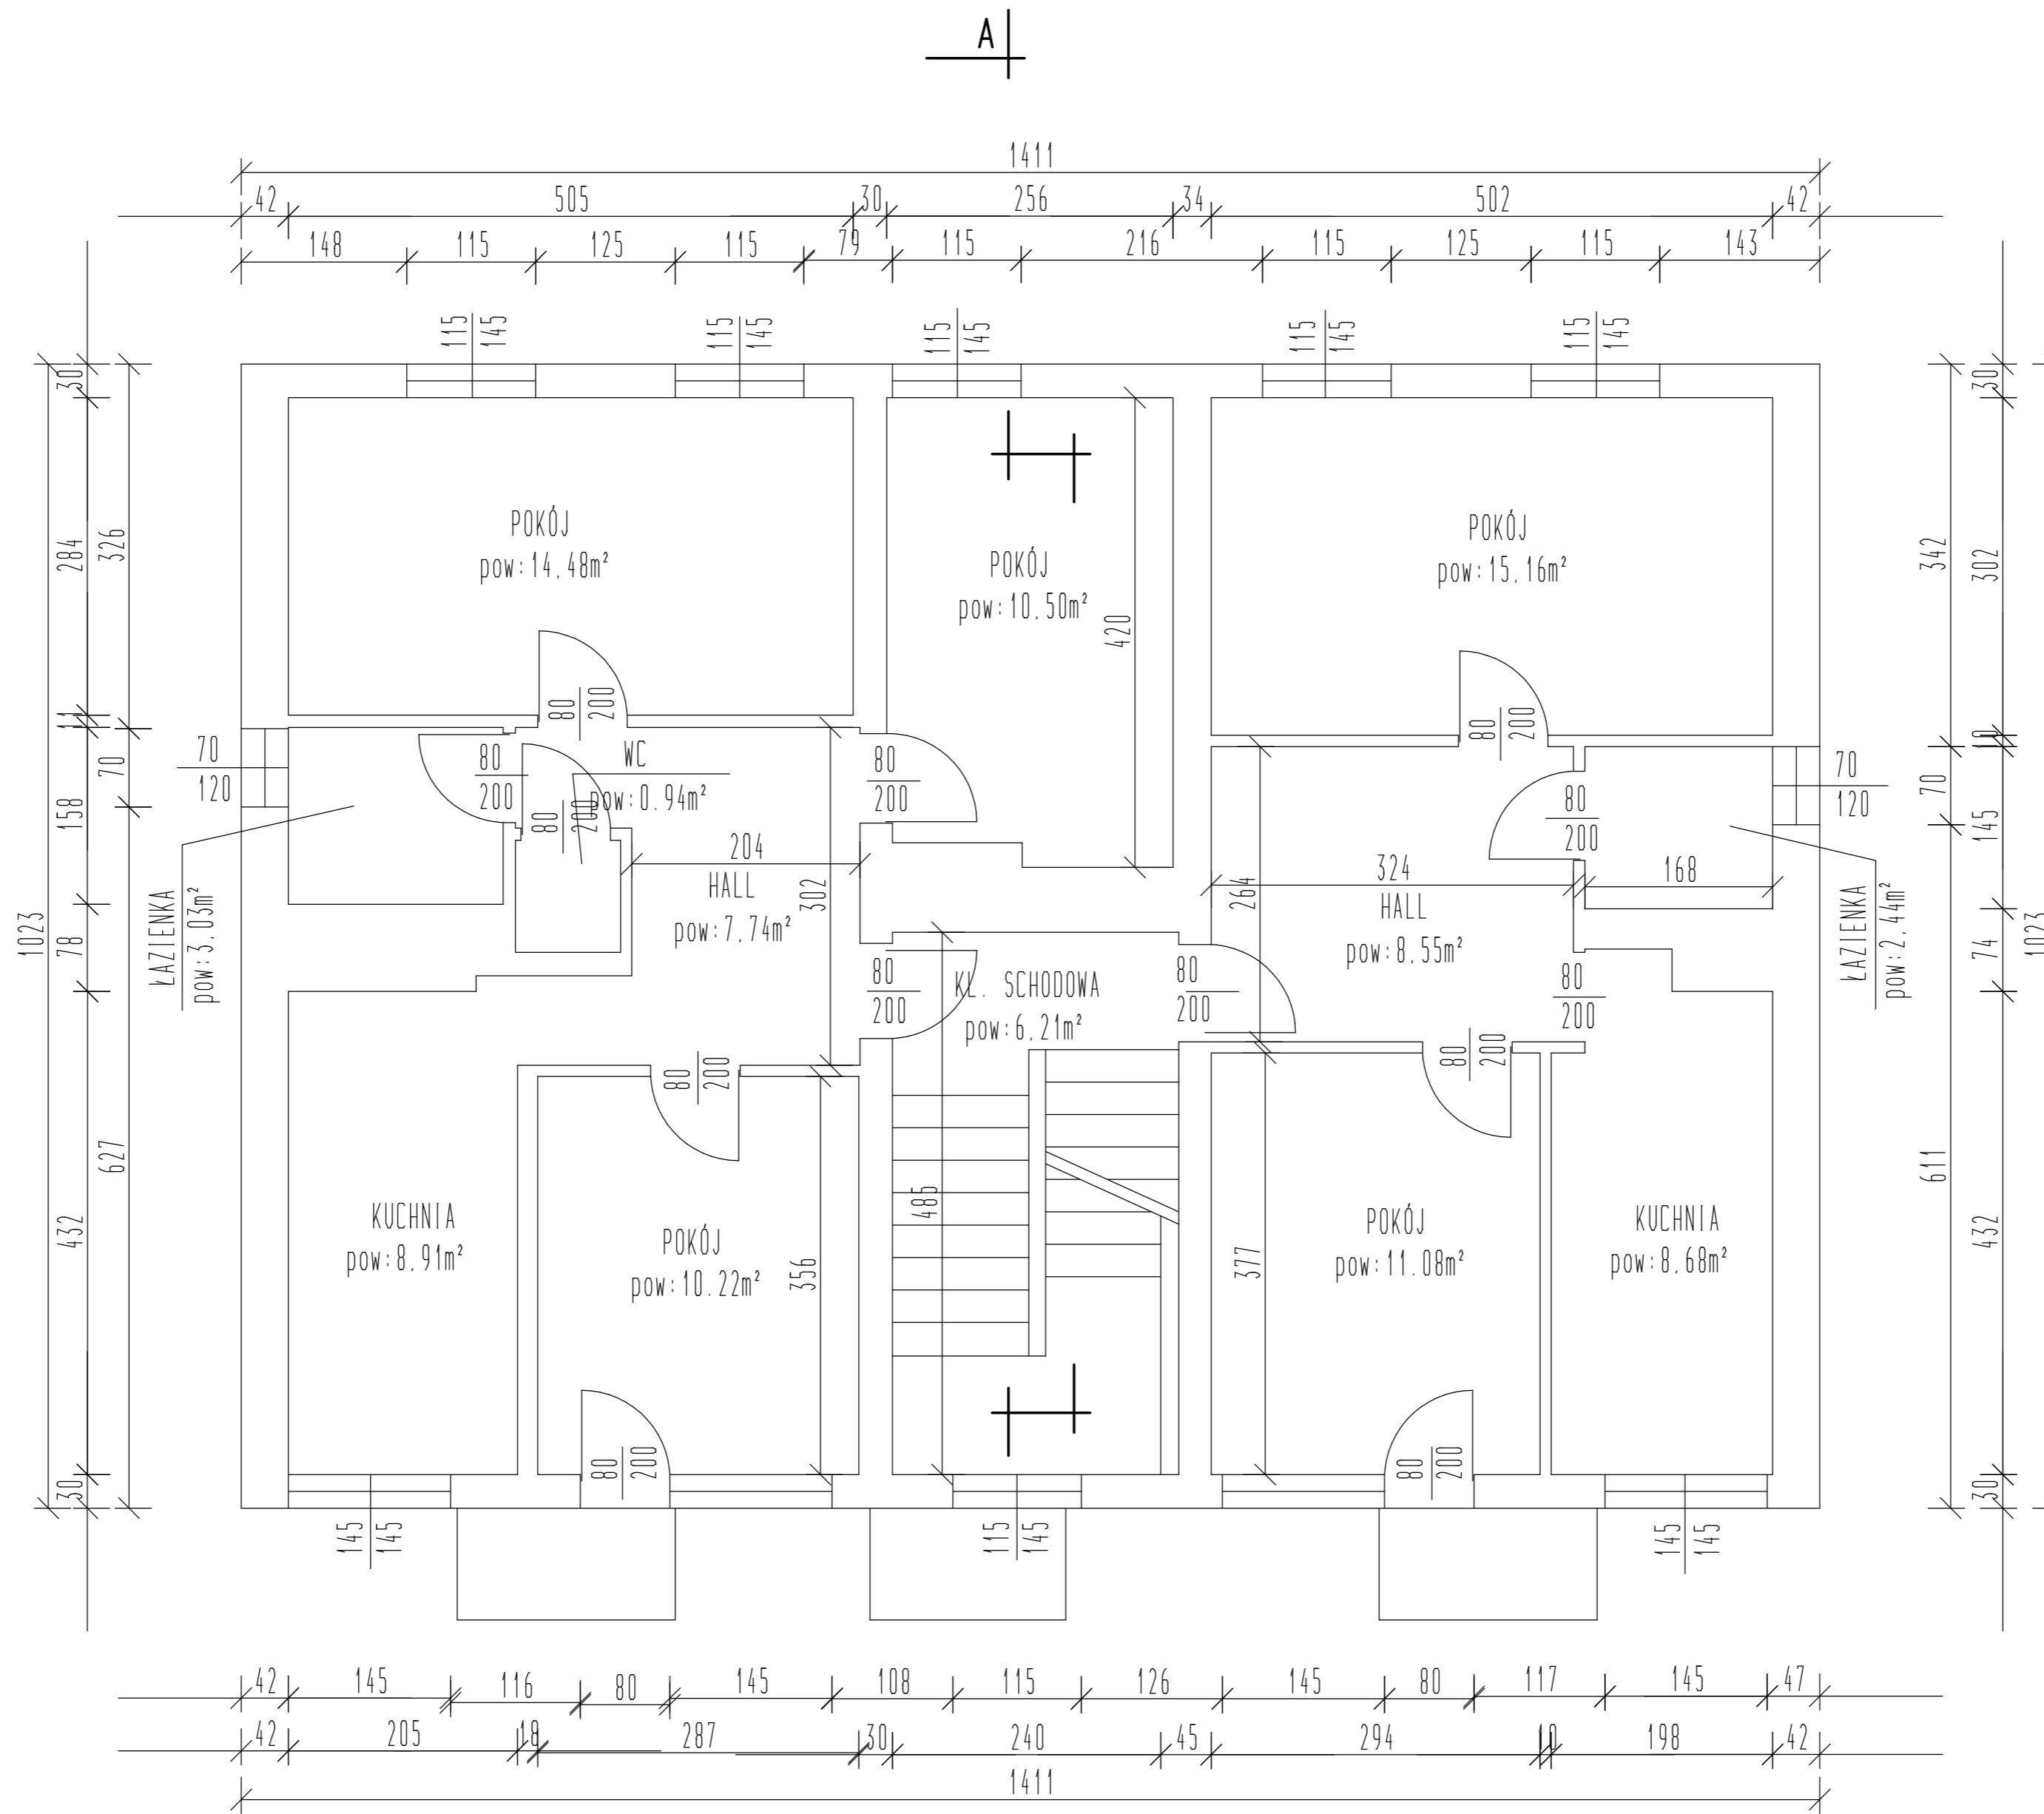 A
1411
42 505 30 256 34 502 42
148 115 125 115 79 115 216 115 125 115 143
115 145 115 145 115 145 115 145 115 145
30 284 11 158 78 432 30
326 70 627
1023
342 70 611
30 302 10 145 74 432 30
1023
POKÓJ
pow:14,48m²
POKÓJ
pow:10,50m²
420
POKÓJ
pow:15,16m²
80
200
80
200
70
120
80
200
80
200
WC
pow:0.94m²
80
200
80
200
70
120
ŁAZIENKA
pow:3,03m²
204
HALL
pow:7,74m²
302
264
324
HALL
pow:8,55m²
168
ŁAZIENKA
pow:2,44m²
80
200
KL. SCHODOWA
pow:6,21m²
80
200
80
200
80
200
80
200
485
KUCHNIA
pow:8,91m²
POKÓJ
pow:10.22m²
356
377
POKÓJ
pow:11.08m²
KUCHNIA
pow:8,68m²
80
200
80
200
145 145 115 145 145 145
42 145 116 80 145 108 115 126 145 80 117 145 47
42 205 18 287 30 240 45 294 10 198 42
1411